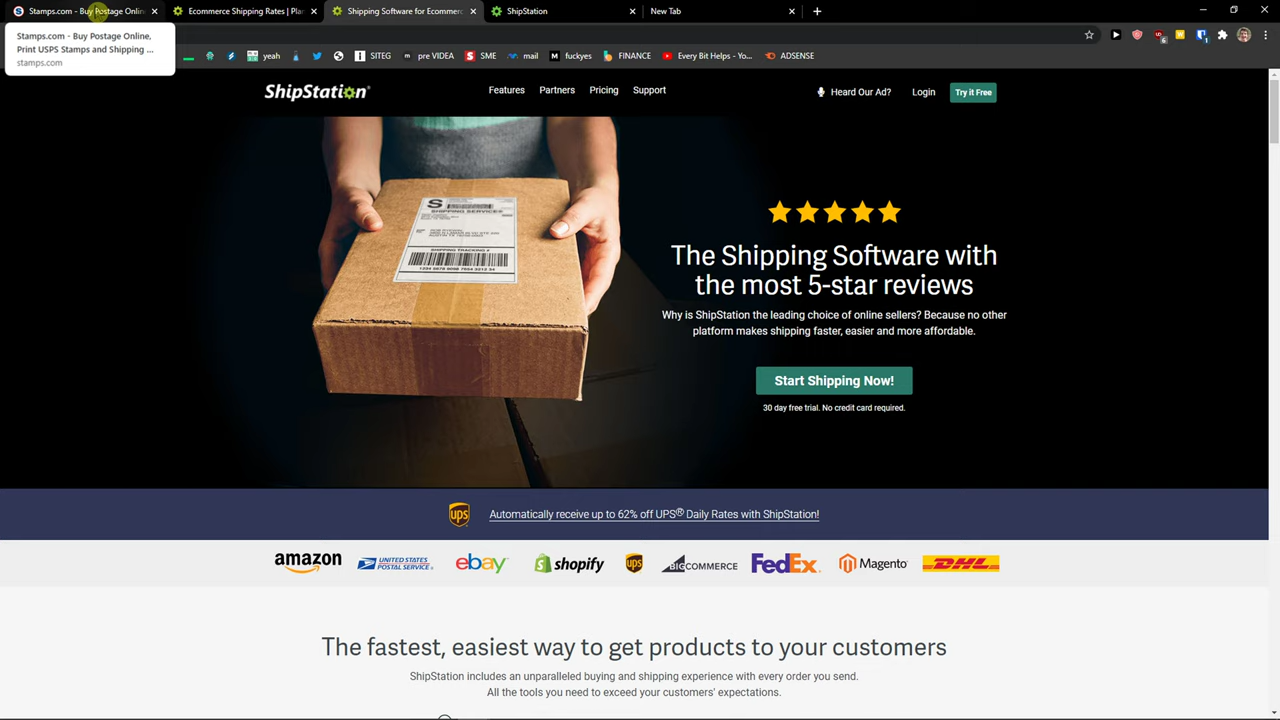 Stamps.com - Buy Postage Onlin
Ecommerce Shipping Rates | Plan
Shipping Software for Ecommerc
ShipStation
New Tab
Stamps.com - Buy Postage Online,
Print USPS Stamps and Shipping ...
stamps.com
yeah
SITEG
pre VIDEA
SME
mail
fuckyes
FINANCE
Every Bit Helps - Yo...
ADSENSE
ShipStation
Features
Partners
Pricing
Support
Heard Our Ad?
Login
Try it Free
S
SHIPPING SERVICE®
SHIPPING TRACKING #
The Shipping Software with
the most 5-star reviews
Why is ShipStation the leading choice of online sellers? Because no other
platform makes shipping faster, easier and more affordable.
Start Shipping Now!
30 day free trial. No credit card required.
ups
Automatically receive up to 62% off UPS® Daily Rates with ShipStation!
amazon
UNITED STATES POSTAL SERVICE
ebay
shopify
ups
BIGCOMMERCE
FedEx
Magento
DHL
The fastest, easiest way to get products to your customers
ShipStation includes an unparalleled buying and shipping experience with every order you send.
All the tools you need to exceed your customers' expectations.